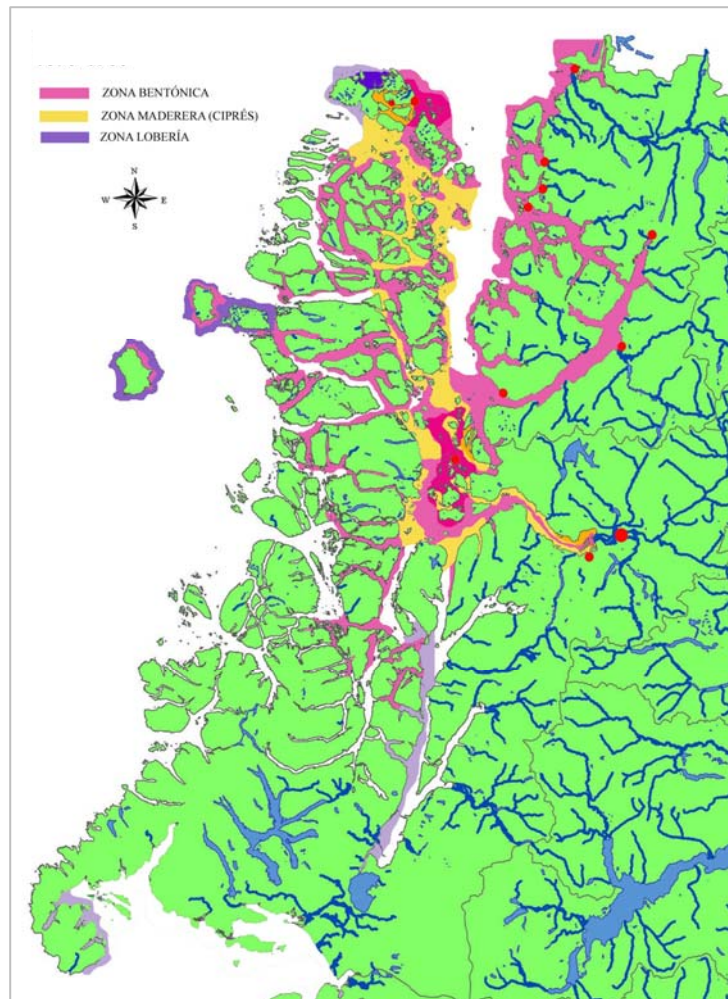 ZONA BENTÓNICA
ZONA MADERERA (CIPRÉS)
ZONA LOBERÍA
N
W E
S